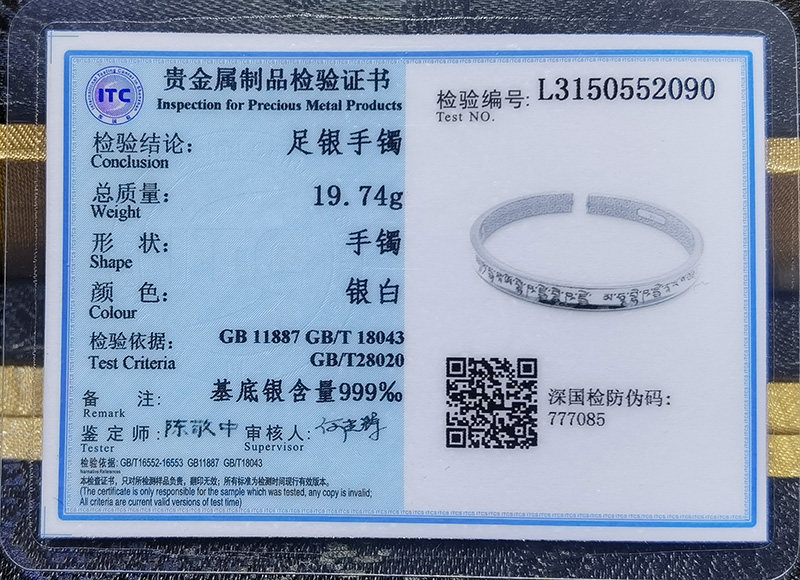 ITC
贵金属制品检验证书
Inspection for Precious Metal Products
检验结论：
Conclusion
足银手镯
总质量：
Weight
19.74g
形 状：
Shape
手镯
颜 色：
Colour
银白
检验依据：
Test Criteria
GB 11887 GB/T 18043
GB/T28020
备 注：
Remark
基底银含量999‰
鉴定师：
Tester
陈敬中
审核人：
Supervisor
检验依据: GB/T16552-16553 GB11887 GB/T18043
Normative References
本检查证书，只对所检测样品负责，翻印无效；所有标准为检测时间现行有效版本。
(The certificate is only responsible for the sample which was tested, any copy is invalid;
All criteria are current valid versions of test time)
检验编号: L3150552090
Test NO.
深国检防伪码：
777085